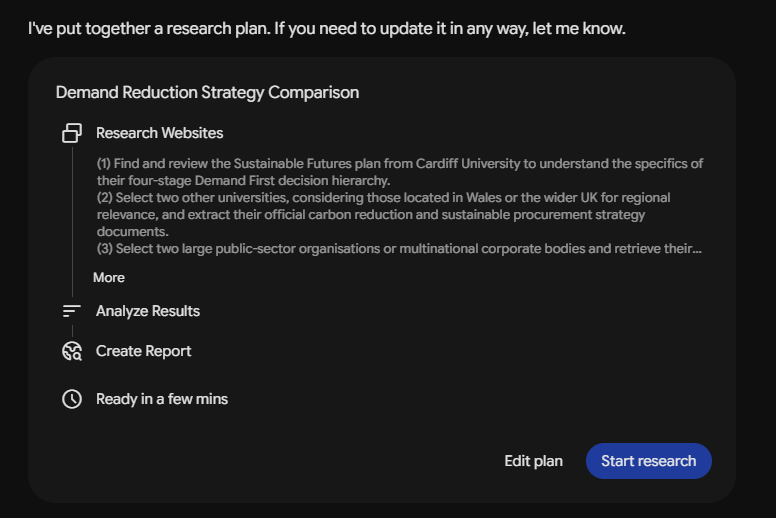 I've put together a research plan. If you need to update it in any way, let me know.
Demand Reduction Strategy Comparison
Research Websites
(1) Find and review the Sustainable Futures plan from Cardiff University to understand the specifics of
their four-stage Demand First decision hierarchy.
(2) Select two other universities, considering those located in Wales or the wider UK for regional
relevance, and extract their official carbon reduction and sustainable procurement strategy
documents.
(3) Select two large public-sector organisations or multinational corporate bodies and retrieve their...
More
Analyze Results
Create Report
Ready in a few mins
Edit plan
Start research